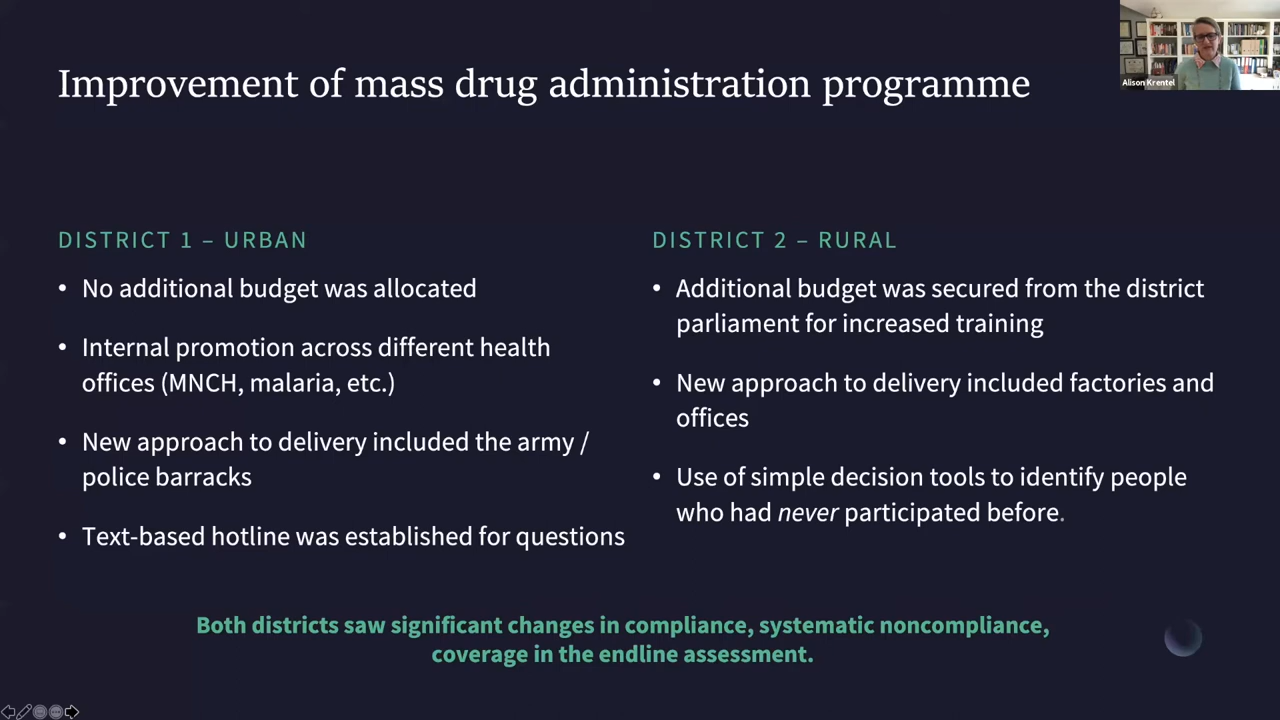 Improvement of mass drug administration programme
Alison Krentel
DISTRICT 1 – URBAN
• No additional budget was allocated
• Internal promotion across different health
offices (MNCH, malaria, etc.)
• New approach to delivery included the army /
police barracks
• Text-based hotline was established for questions
DISTRICT 2 – RURAL
• Additional budget was secured from the district
parliament for increased training
• New approach to delivery included factories and
offices
• Use of simple decision tools to identify people
who had never participated before.
Both districts saw significant changes in compliance, systematic noncompliance,
coverage in the endline assessment.